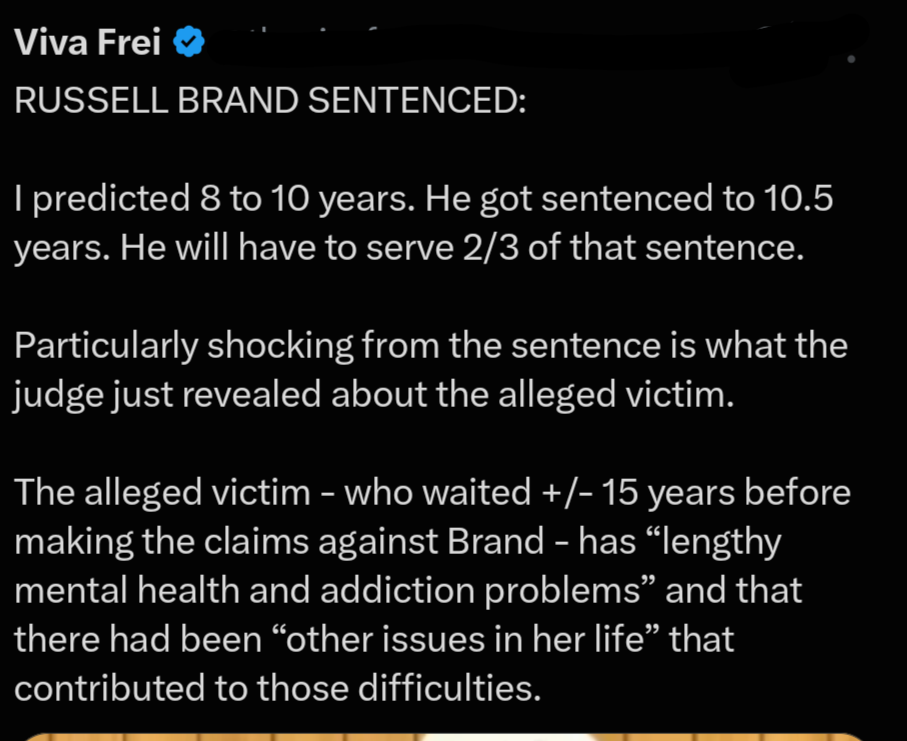 Viva Frei
RUSSELL BRAND SENTENCED:
I predicted 8 to 10 years. He got sentenced to 10.5
years. He will have to serve 2/3 of that sentence.
Particularly shocking from the sentence is what the
judge just revealed about the alleged victim.
The alleged victim - who waited +/- 15 years before
making the claims against Brand - has “lengthy
mental health and addiction problems” and that
there had been “other issues in her life” that
contributed to those difficulties.